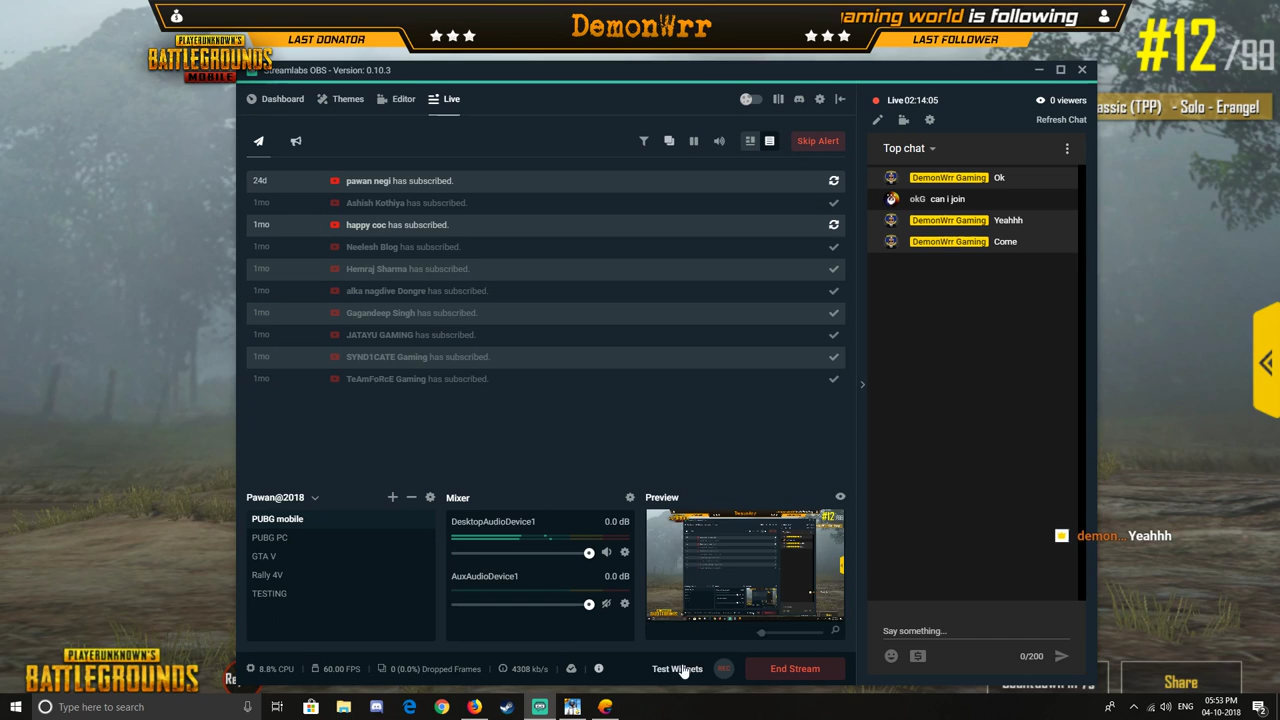 DemonWrr
aming world is following
LAST DONATOR
LAST FOLLOWER
PLAYERUNKNOWN'S
BATTLEGROUNDS
MOBILE
#12/99
Streamlabs OBS - Version: 0.10.3
assic (TPP) - Solo - Erangel
Dashboard
Themes
Editor
Live
Live 02:14:05
0 viewers
Refresh Chat
Skip Alert
Top chat
24d pawan negi has subscribed.
1mo Ashish Kothiya has subscribed.
1mo happy coc has subscribed.
1mo Neelesh Blog has subscribed.
1mo Hemraj Sharma has subscribed.
1mo alka nagdive Dongre has subscribed.
1mo Gagandeep Singh has subscribed.
1mo JATAYU GAMING has subscribed.
1mo SYND1CATE Gaming has subscribed.
1mo TeAmFoRcE Gaming has subscribed.
DemonWrr Gaming Ok
okG can i join
DemonWrr Gaming Yeahhh
DemonWrr Gaming Come
Pawan@2018
PUBG mobile
PUBG PC
GTA V
Rally 4V
TESTING
Mixer
DesktopAudioDevice1 0.0 dB
AuxAudioDevice1 0.0 dB
Preview
demon... Yeahhh
Say something...
0/200
8.8% CPU
60.00 FPS
0 (0.0%) Dropped Frames
4308 kb/s
Test Widgets
REC
End Stream
PLAYERUNKNOWN'S
BATTLEGROUNDS
Share
Type here to search
ENG
05:53 PM
04-10-2018
2